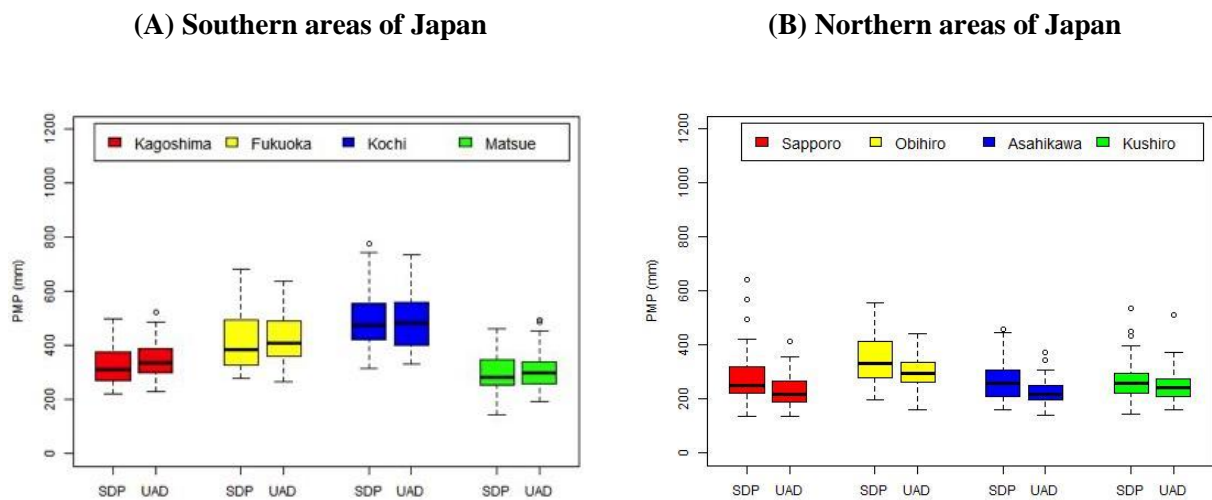 (A) Southern areas of Japan
(B) Northern areas of Japan
Kagoshima Fukuoka Kochi Matsue
PMP (mm)
1200
1000
800
600
400
200
0
SDP UAD SDP UAD SDP UAD SDP UAD
Sapporo Obihiro Asahikawa Kushiro
PMP (mm)
1200
1000
800
600
400
200
0
SDP UAD SDP UAD SDP UAD SDP UAD